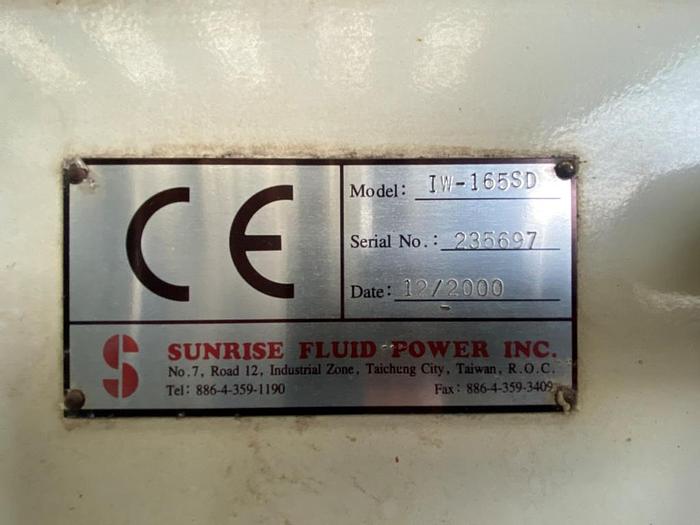 CE
Model: IW-165SD
Serial No.: 235697
Date: 12/2000
S SUNRISE FLUID POWER INC.
No.7, Road 12, Industrial Zone, Taichung City, Taiwan, R.O.C.
Tel: 886-4-359-1190 Fax: 886-4-359-3409